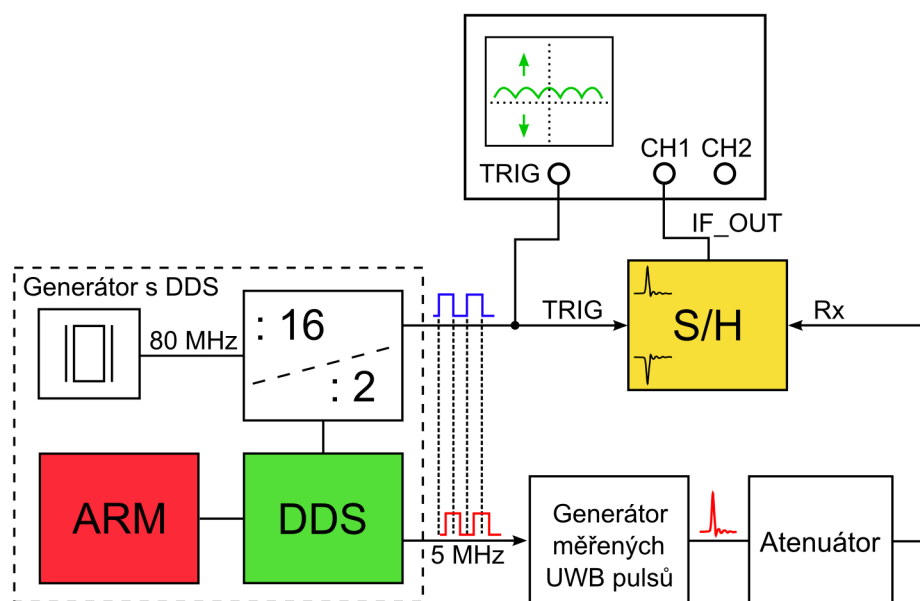 TRIG
CH1
CH2
IF_OUT
Generátor s DDS
80 MHz
: 16
: 2
TRIG
S/H
Rx
ARM
DDS
5 MHz
Generátor
měřených
UWB pulsů
Atenuátor